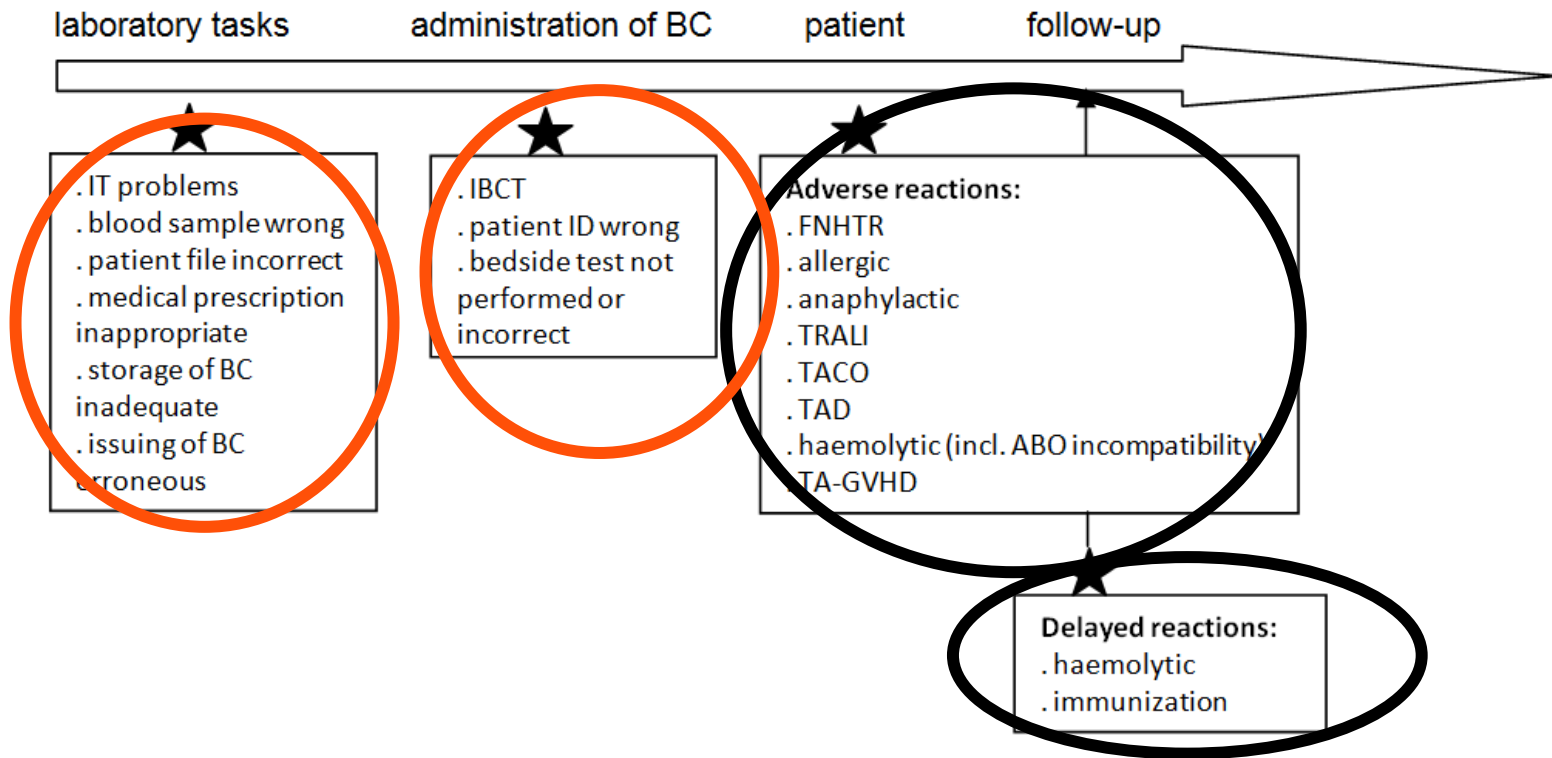 laboratory tasks administration of BC patient follow-up
. IT problems
. blood sample wrong
. patient file incorrect
. medical prescription
inappropriate
. storage of BC
inadequate
. issuing of BC
erroneous
. IBCT
. patient ID wrong
. bedside test not
performed or
incorrect
Adverse reactions:
. FNHTR
. allergic
. anaphylactic
. TRALI
. TACO
. TAD
. haemolytic (incl. ABO incompatibility)
. TA-GVHD
Delayed reactions:
. haemolytic
. immunization